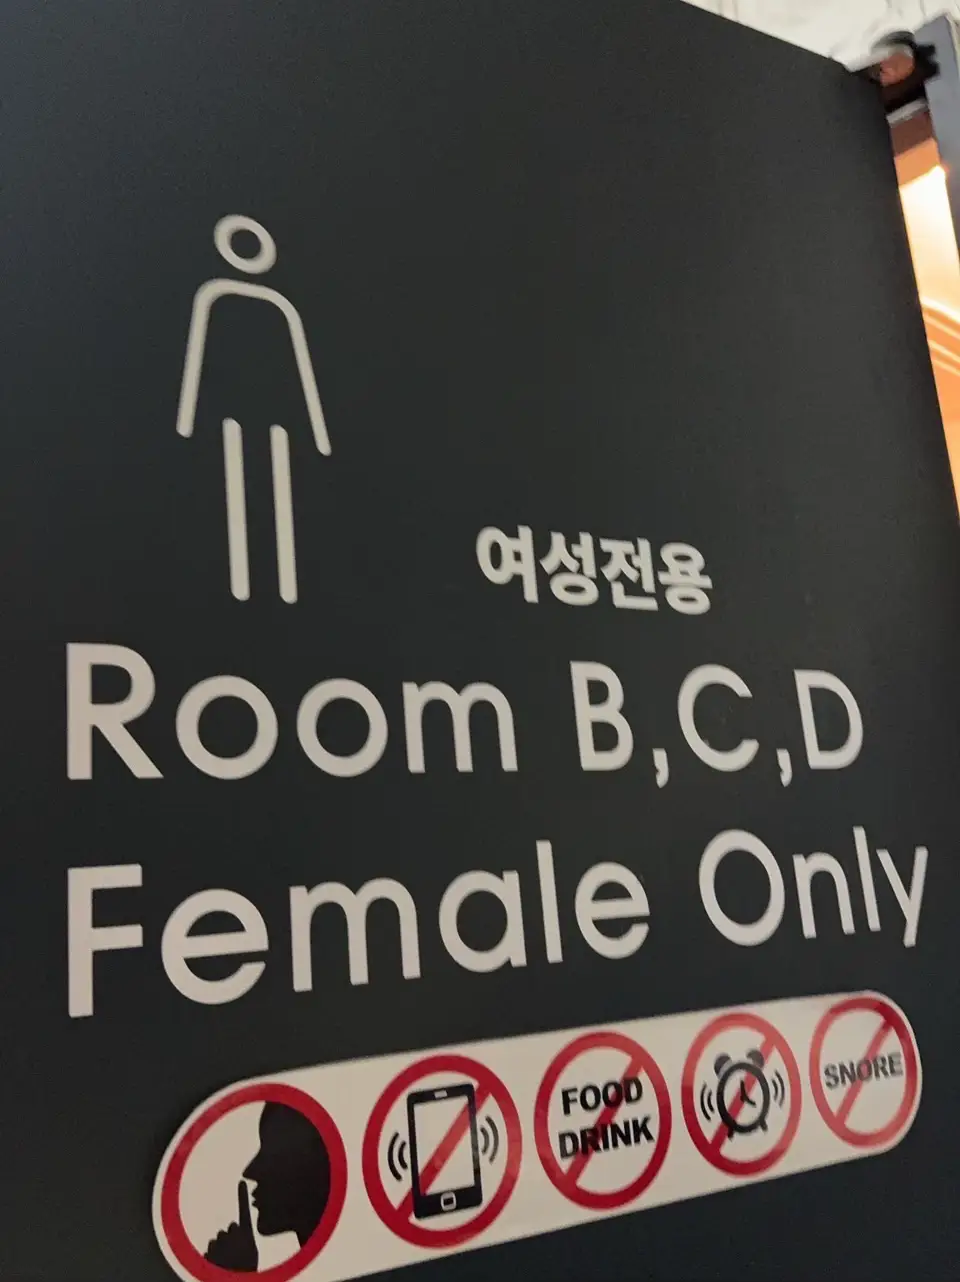 여성전용
Room B,C,D
Female Only
FOOD
DRINK
SNORE